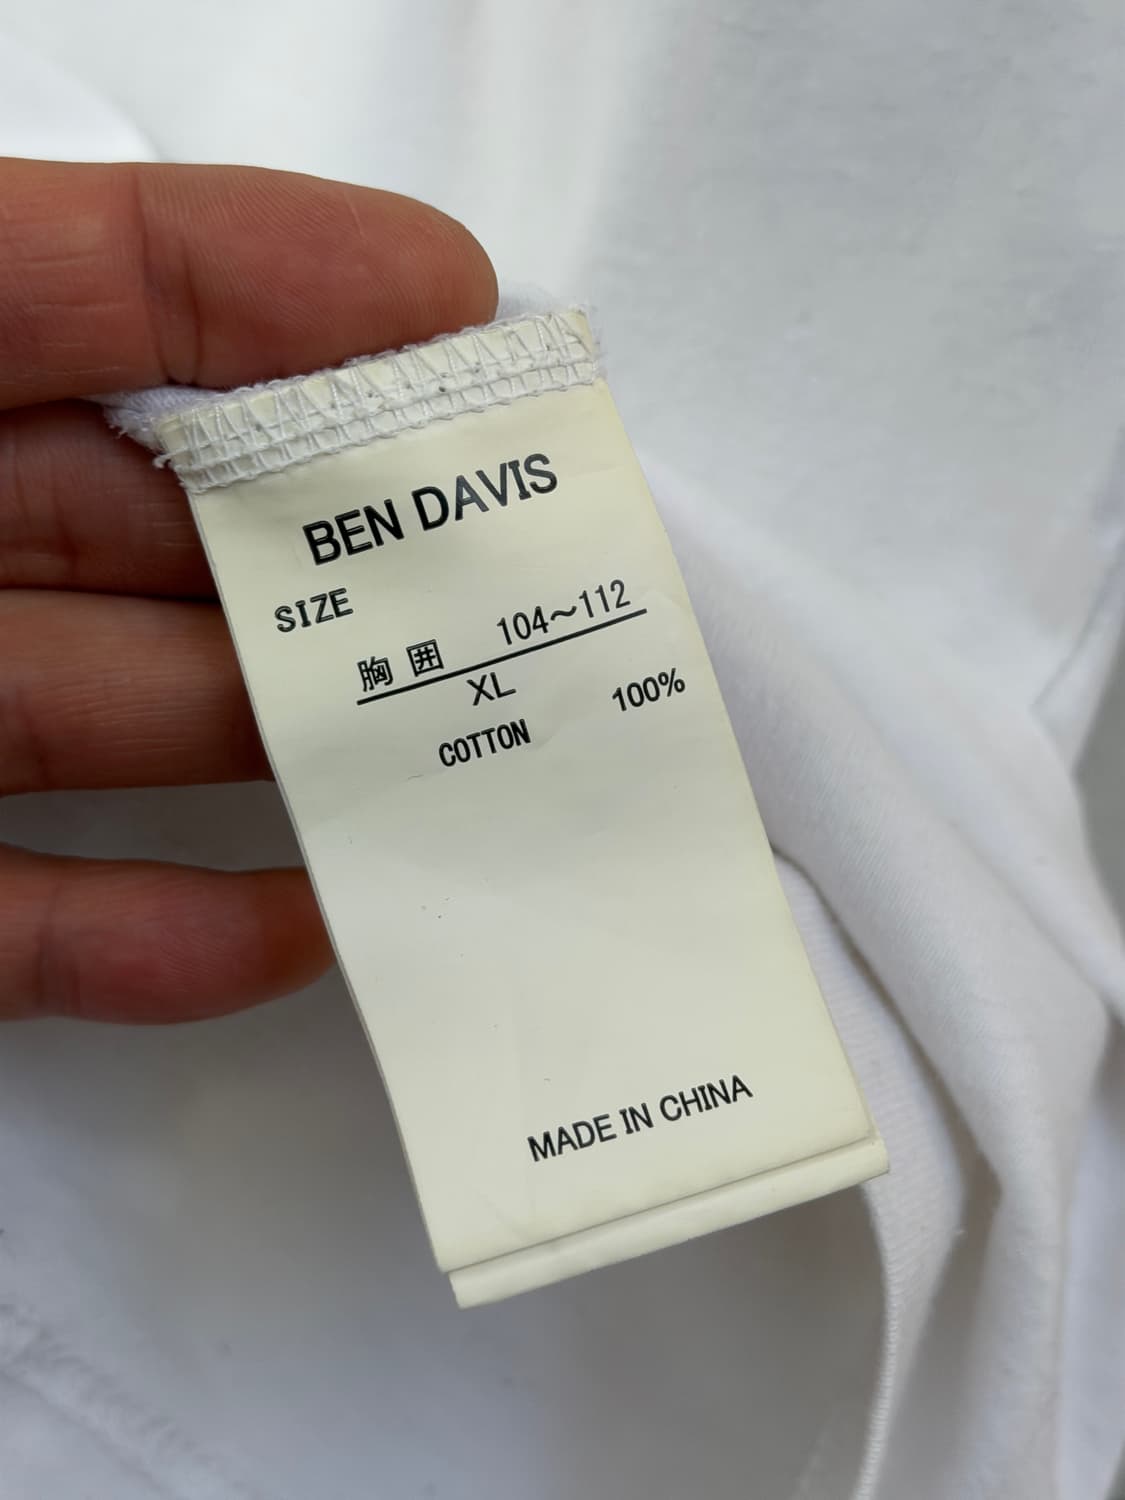 BEN DAVIS
SIZE
胸 囲 104~112
XL
COTTON 100%
MADE IN CHINA